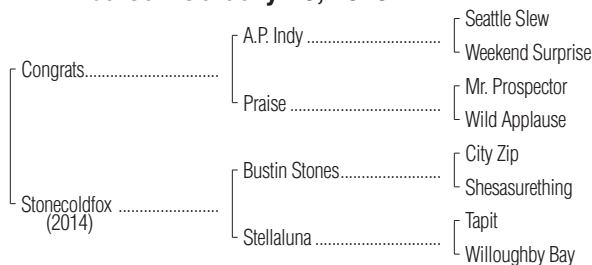 Seattle Slew
A.P. Indy
Weekend Surprise
Congrats
Mr. Prospector
Praise
Wild Applause
City Zip
Bustin Stones
Shesasurething
Stonecoldfox
(2014)
Tapit
Stellaluna
Willoughby Bay